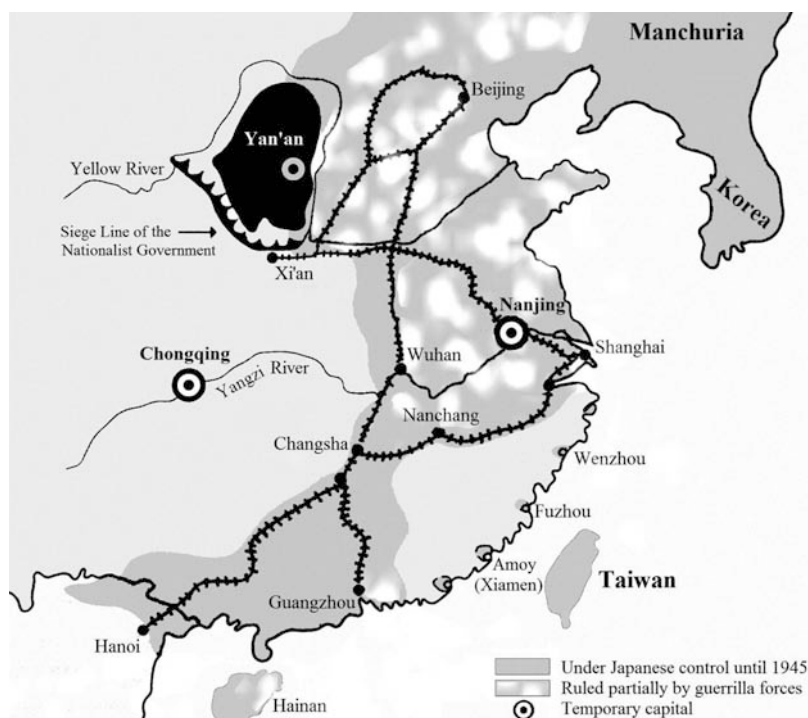 Manchuria
Beijing
Yan'an
Yellow River
Korea
Siege Line of the
Nationalist Government
Xi'an
Nanjing
Chongqing
Wuhan
Shanghai
Yangzi River
Nanchang
Changsha
Wenzhou
Fuzhou
Amoy
(Xiamen)
Taiwan
Guangzhou
Hanoi
Hainan
Under Japanese control until 1945
Ruled partially by guerrilla forces
Temporary capital